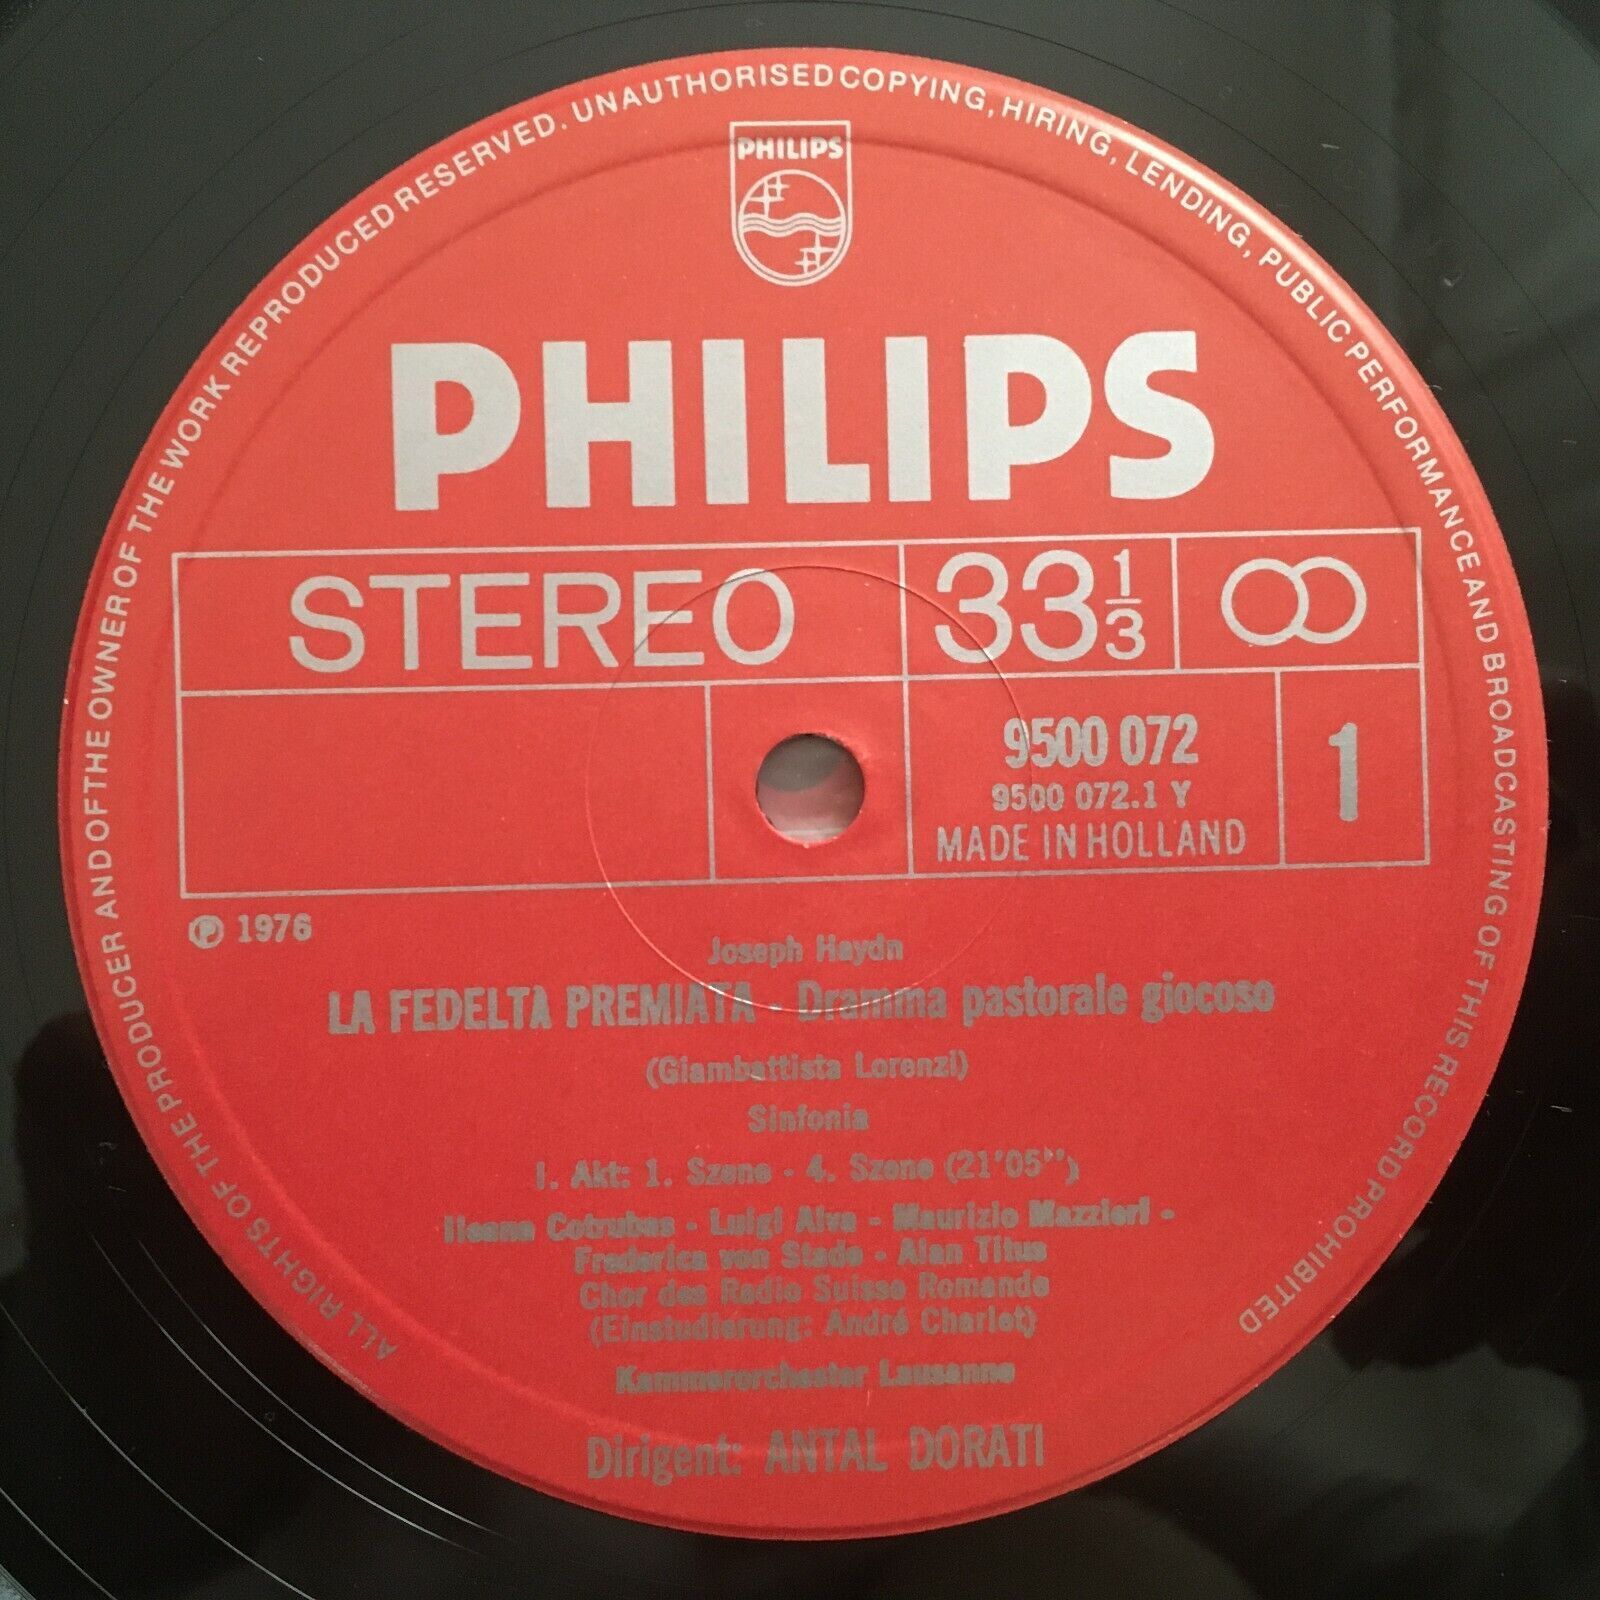 ALL RIGHTS OF THE PRODUCER AND OF THE OWNER OF THE WORK REPRODUCED RESERVED. UNAUTHORISED COPYING, HIRING, LENDING, PUBLIC PERFORMANCE AND BROADCASTING OF THIS RECORD PROHIBITED
PHILIPS
PHILIPS
STEREO 33 1/3
9500 072
9500 072.1 Y
MADE IN HOLLAND
1
Ⓟ 1976
Joseph Haydn
LA FEDELTÀ PREMIATA - Dramma pastorale giocoso
(Giambattista Lorenzi)
Sinfonia
I. Akt: 1. Szene - 4. Szene (21'05'')
Ileana Cotrubas - Luigi Alva - Maurizio Mazzieri -
Frederica von Stade - Alan Titus
Chor des Radio Suisse Romande
(Einstudierung: André Charlet)
Kammerorchester Lausanne
Dirigent: ANTAL DORATI